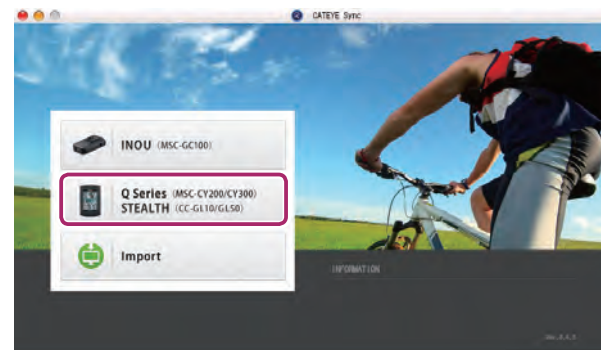 CATEYE Sync
INOU (MSC-GC100)
Q Series (MSC-CY200/CY300)
STEALTH (CC-GL10/GL50)
Import
INFORMATION